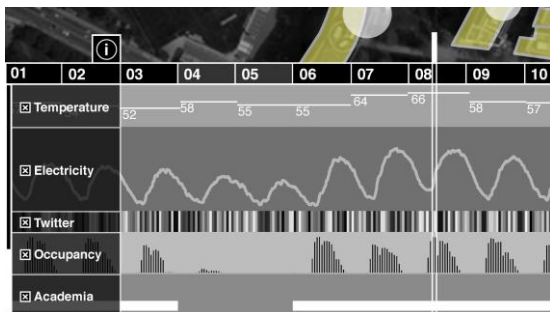 i
01 02 03 04 05 06 07 08 09 10
Temperature
52 58 55 55 64 66 58 57
Electricity
Twitter
Occupancy
Academia